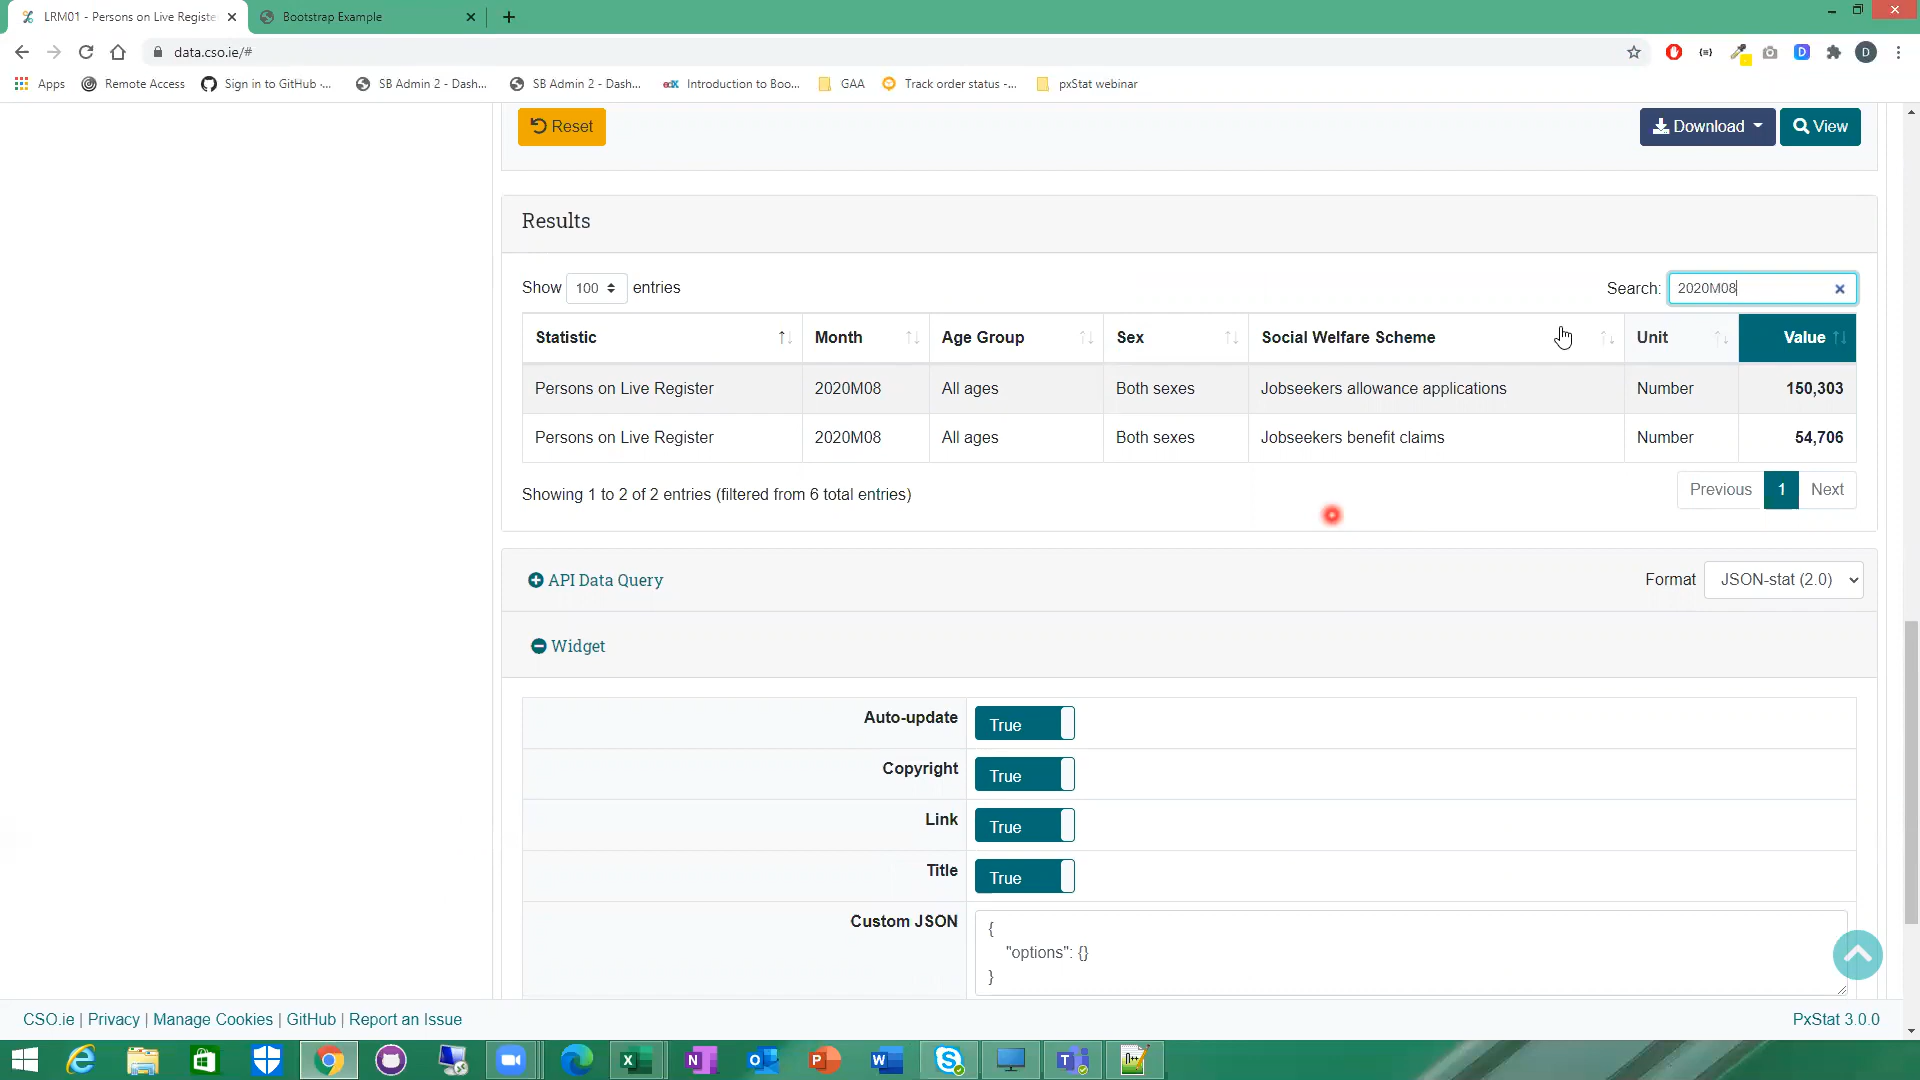 LRM01 - Persons on Live Registe
Bootstrap Example
data.cso.ie/#
Apps
Remote Access
Sign in to GitHub ·...
SB Admin 2 - Dash...
SB Admin 2 - Dash...
edX
Introduction to Boo...
GAA
Track order status -...
pxStat webinar
Reset
Download
View
Results
Show 100 entries
Search: 2020M08
Statistic Month Age Group Sex Social Welfare Scheme Unit Value
Persons on Live Register 2020M08 All ages Both sexes Jobseekers allowance applications Number 150,303
Persons on Live Register 2020M08 All ages Both sexes Jobseekers benefit claims Number 54,706
Showing 1 to 2 of 2 entries (filtered from 6 total entries)
Previous 1 Next
API Data Query
Format JSON-stat (2.0)
Widget
Auto-update True
Copyright True
Link True
Title True
Custom JSON
{
"options": {}
}
CSO.ie | Privacy | Manage Cookies | GitHub | Report an Issue
PxStat 3.0.0